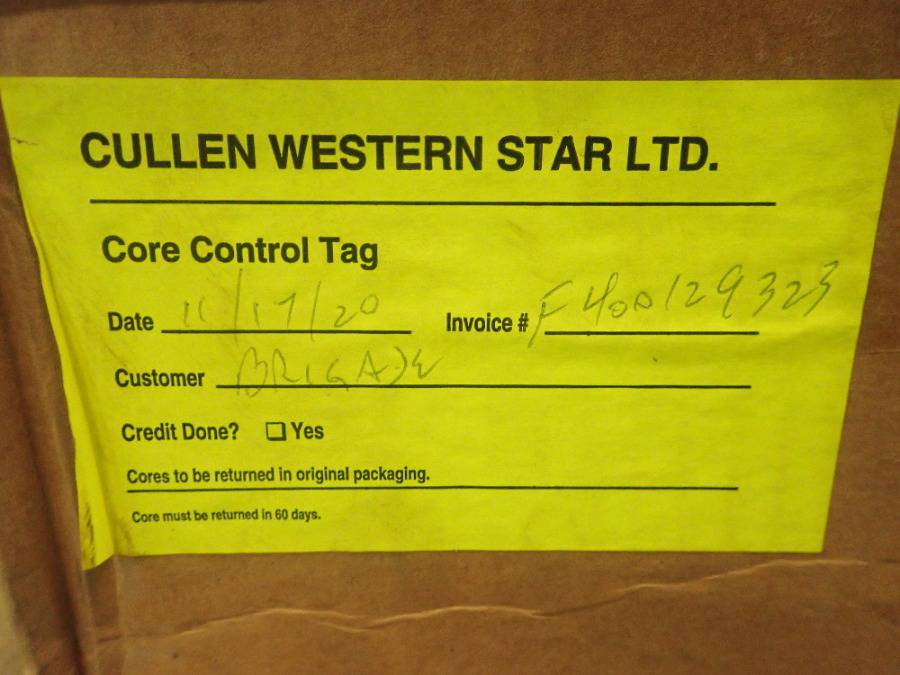 CULLEN WESTERN STAR LTD.
Core Control Tag
Date 11/17/20 Invoice # F400129323
Customer BRIGADE
Credit Done? ☐ Yes
Cores to be returned in original packaging.
Core must be returned in 60 days.